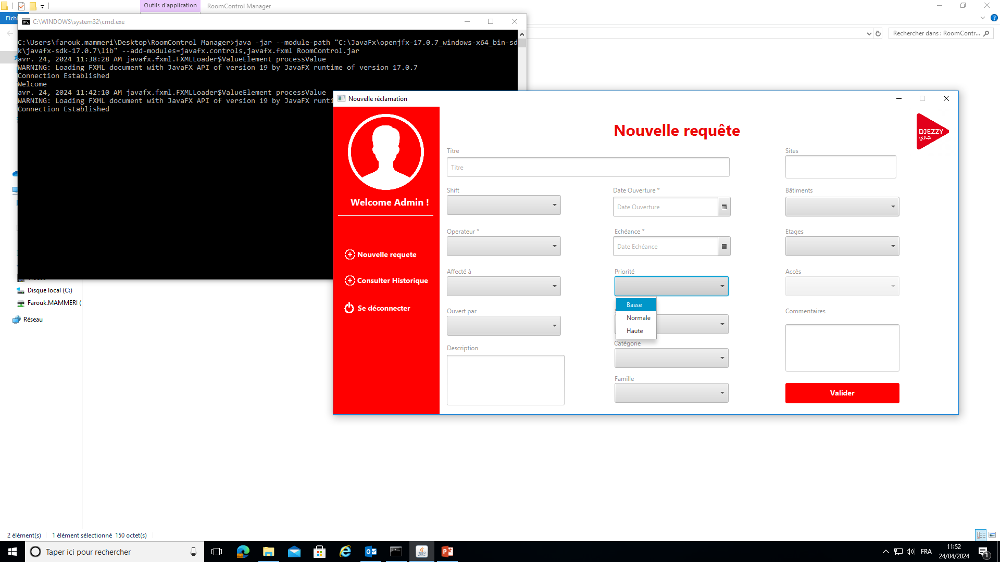 Outils d'application
RoomControl Manager
Fichi
C:\WINDOWS\system32\cmd.exe
Rechercher dans : RoomContr...
C:\Users\farouk.mammeri\Desktop\RoomControl Manager>java -jar --module-path "C:\JavaFx\openjfx-17.0.7_windows-x64_bin-sd
k\javafx-sdk-17.0.7\lib" --add-modules=javafx.controls,javafx.fxml RoomControl.jar
avr. 24, 2024 11:38:28 AM javafx.fxml.FXMLLoader$ValueElement processValue
WARNING: Loading FXML document with JavaFX API of version 19 by JavaFX runtime of version 17.0.7
Connection Established
Welcome
avr. 24, 2024 11:42:10 AM javafx.fxml.FXMLLoader$ValueElement processValue
WARNING: Loading FXML document with JavaFX API of version 19 by JavaFX runti
Connection Established
Disque local (C:)
Farouk.MAMMERI (
Réseau
Nouvelle réclamation
Welcome Admin !
Nouvelle requete
Consulter Historique
Se déconnecter
Nouvelle requête
DJEZZY
جازي
Titre
Titre
Sites
Shift
Date Ouverture *
Date Ouverture
Bâtiments
Operateur *
Echéance *
Date Echéance
Etages
Affecté à
Priorité
Accès
Basse
Normale
Haute
Ouvert par
Commentaires
Description
Catégorie
Famille
Valider
2 élément(s)
1 élément sélectionné 150 octet(s)
Taper ici pour rechercher
FRA
11:52
24/04/2024
1